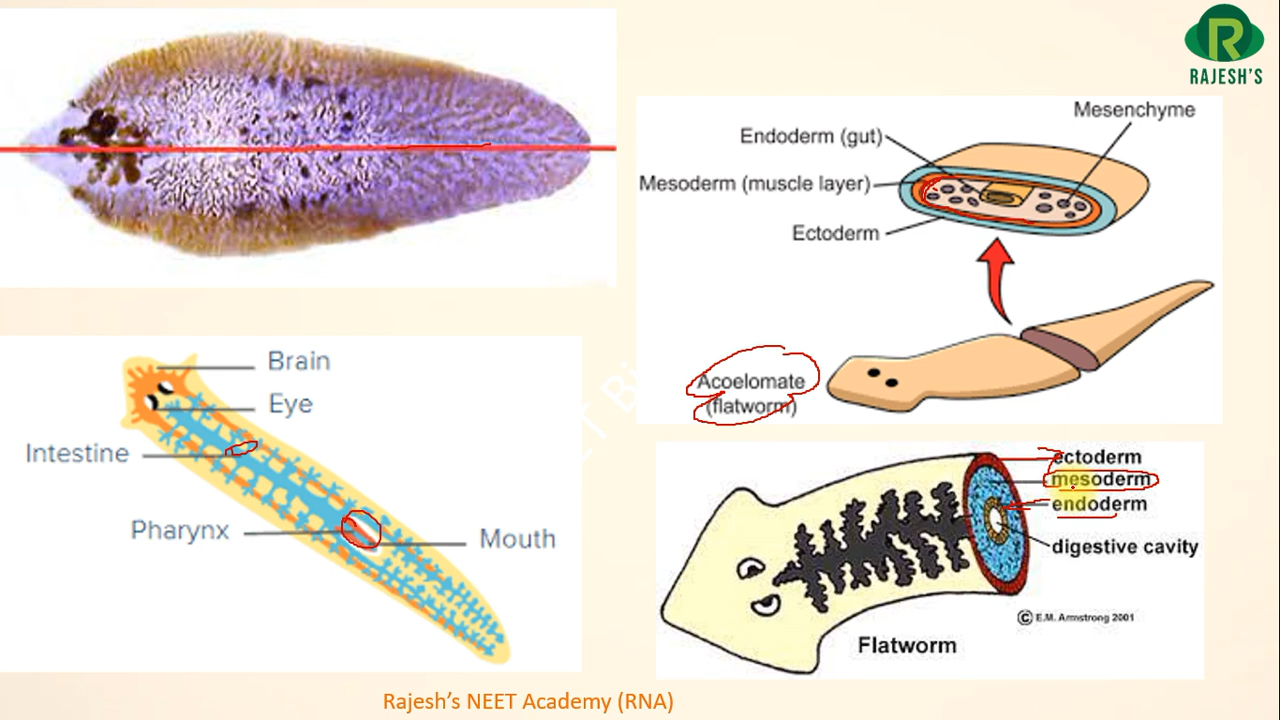 R
RAJESH'S
Mesenchyme
Endoderm (gut)
Mesoderm (muscle layer)
Ectoderm
Acoelomate
(flatworm)
Brain
Eye
Intestine
Pharynx
Mouth
ectoderm
mesoderm
endoderm
digestive cavity
© E.M. Armstrong 2001
Flatworm
Rajesh's NEET Academy (RNA)